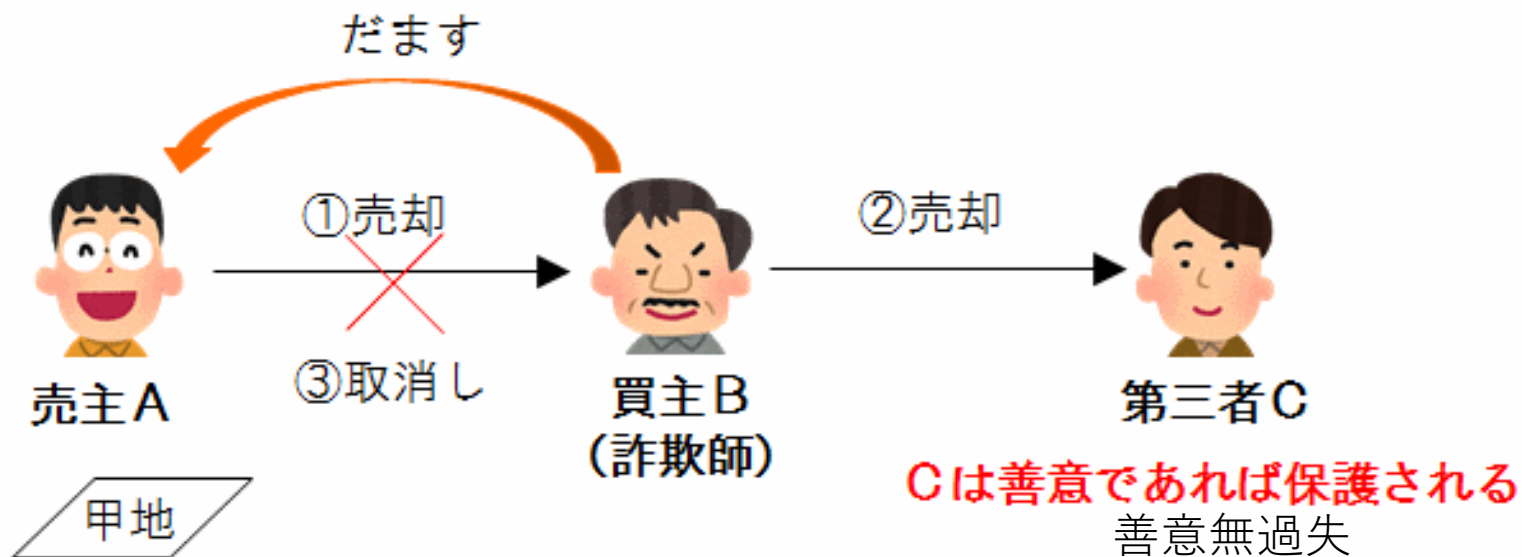 だます
①売却
②売却
③取消し
売主A
買主B
(詐欺師)
第三者C
甲地
Cは善意であれば保護される
善意無過失